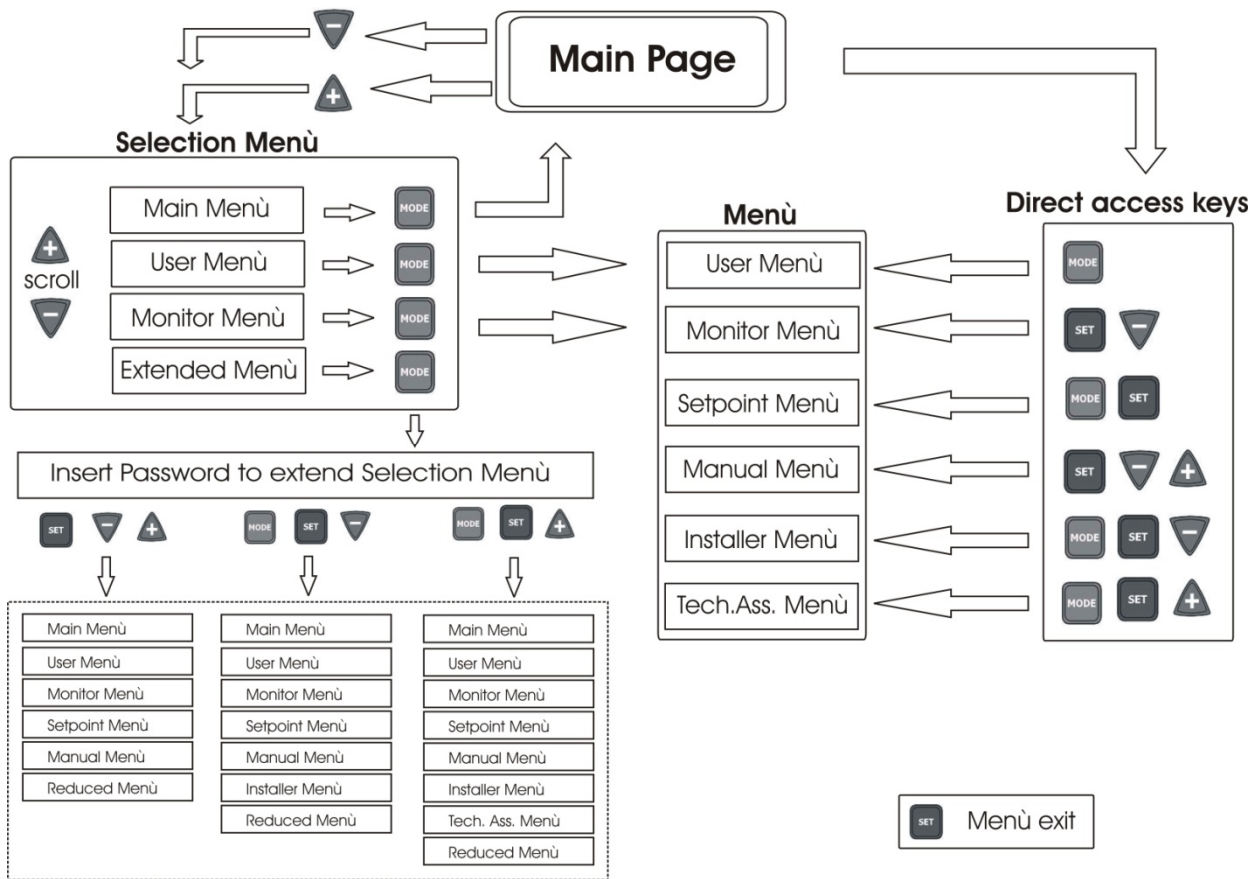 −
Main Page
+
Selection Menù
Main Menù
MODE
+
User Menù
MODE
scroll
Monitor Menù
MODE
−
Extended Menù
MODE
Insert Password to extend Selection Menù
SET − +
MODE SET −
MODE SET +
Main Menù
User Menù
Monitor Menù
Setpoint Menù
Manual Menù
Reduced Menù
Main Menù
User Menù
Monitor Menù
Setpoint Menù
Manual Menù
Installer Menù
Reduced Menù
Main Menù
User Menù
Monitor Menù
Setpoint Menù
Manual Menù
Installer Menù
Tech. Ass. Menù
Reduced Menù
Menù
User Menù
Monitor Menù
Setpoint Menù
Manual Menù
Installer Menù
Tech.Ass. Menù
Direct access keys
MODE
SET −
MODE SET
SET − +
MODE SET −
MODE SET +
SET Menù exit